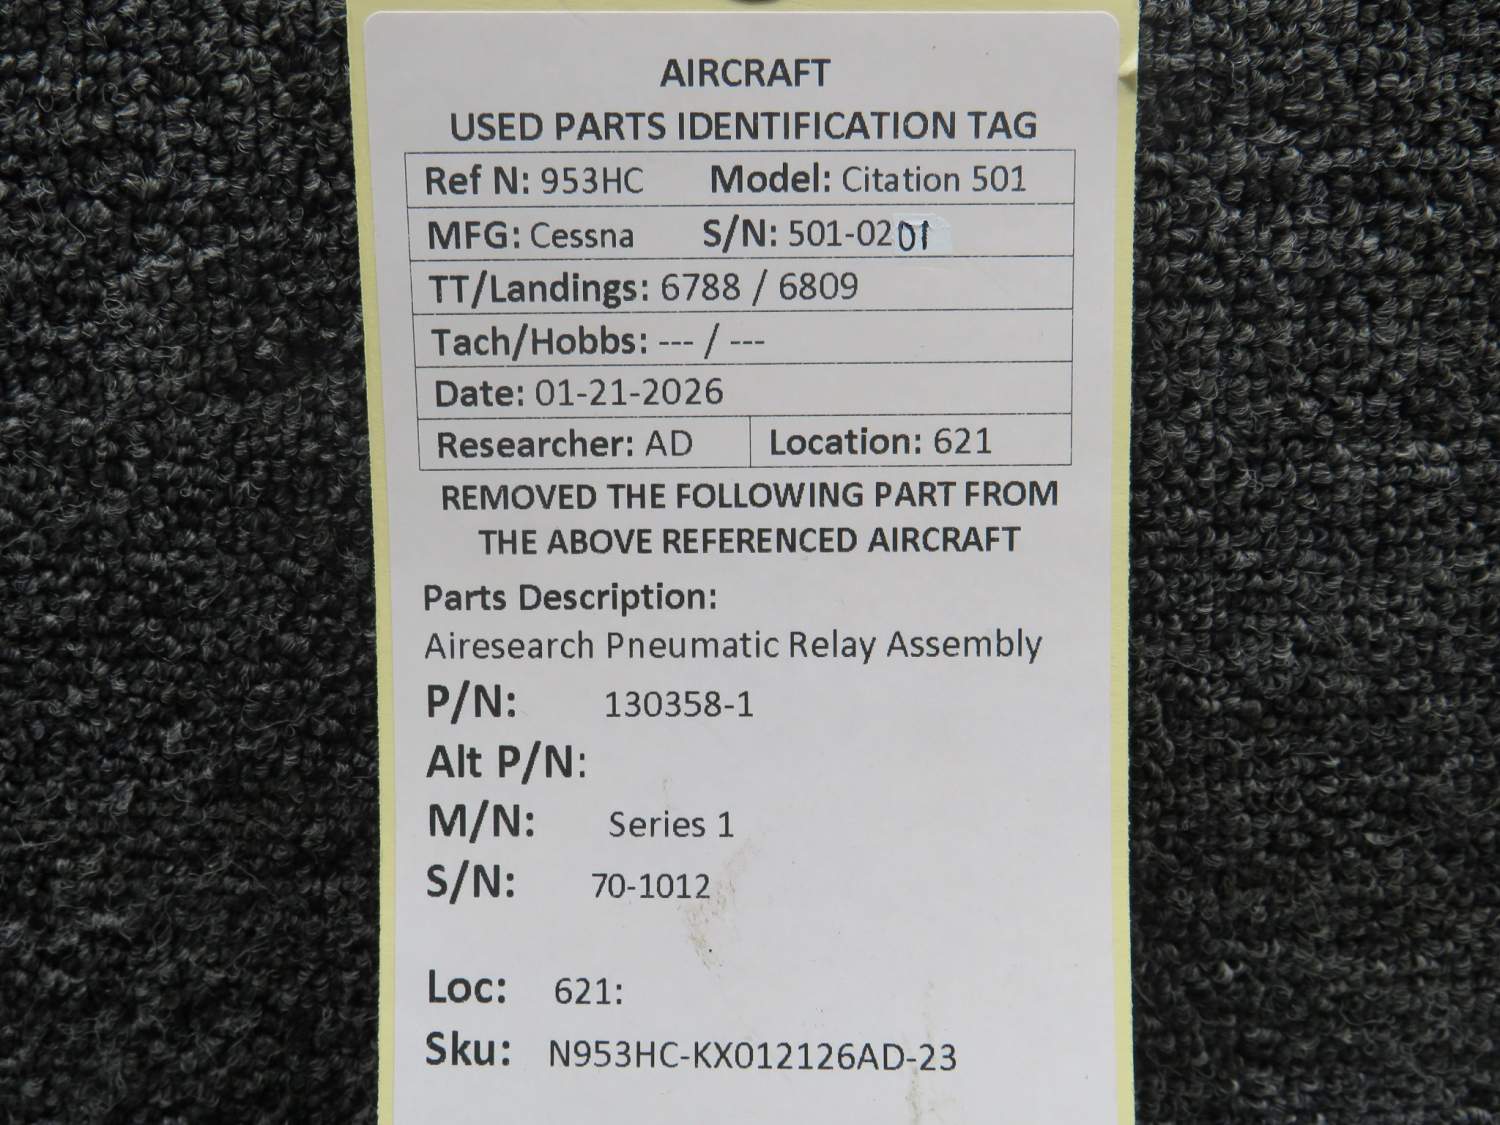 AIRCRAFT
USED PARTS IDENTIFICATION TAG
Ref N: 953HC Model: Citation 501
MFG: Cessna S/N: 501-0201
TT/Landings: 6788 / 6809
Tach/Hobbs: --- / ---
Date: 01-21-2026
Researcher: AD Location: 621
REMOVED THE FOLLOWING PART FROM
THE ABOVE REFERENCED AIRCRAFT
Parts Description:
Airesearch Pneumatic Relay Assembly
P/N: 130358-1
Alt P/N:
M/N: Series 1
S/N: 70-1012
Loc: 621:
Sku: N953HC-KX012126AD-23